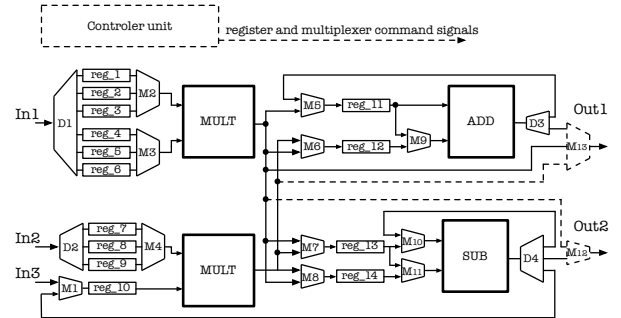 Controler unit
register and multiplexer command signals
reg_1
reg_2
reg_3
reg_4
reg_5
reg_6
In1
D1
M2
M3
MULT
M5
reg_11
M6
reg_12
M9
ADD
D3
Out1
M13
In2
D2
reg_7
reg_8
reg_9
M4
In3
M1
reg_10
MULT
M7
reg_13
M8
reg_14
M10
M11
SUB
D4
Out2
M12